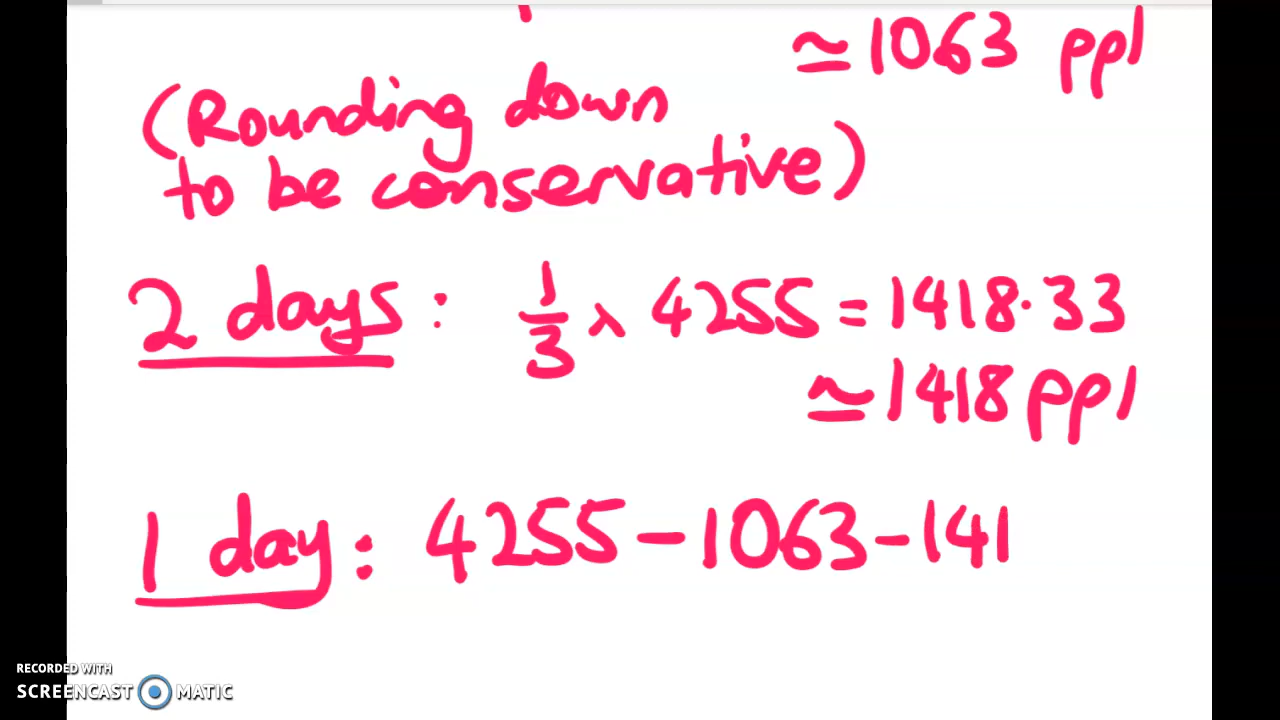 ≃ 1063 ppl
(Rounding down
to be conservative)
2 days: 1/3 x 4255 = 1418.33
≃ 1418 ppl
1 day: 4255 - 1063 - 141
RECORDED WITH
SCREENCAST MATIC